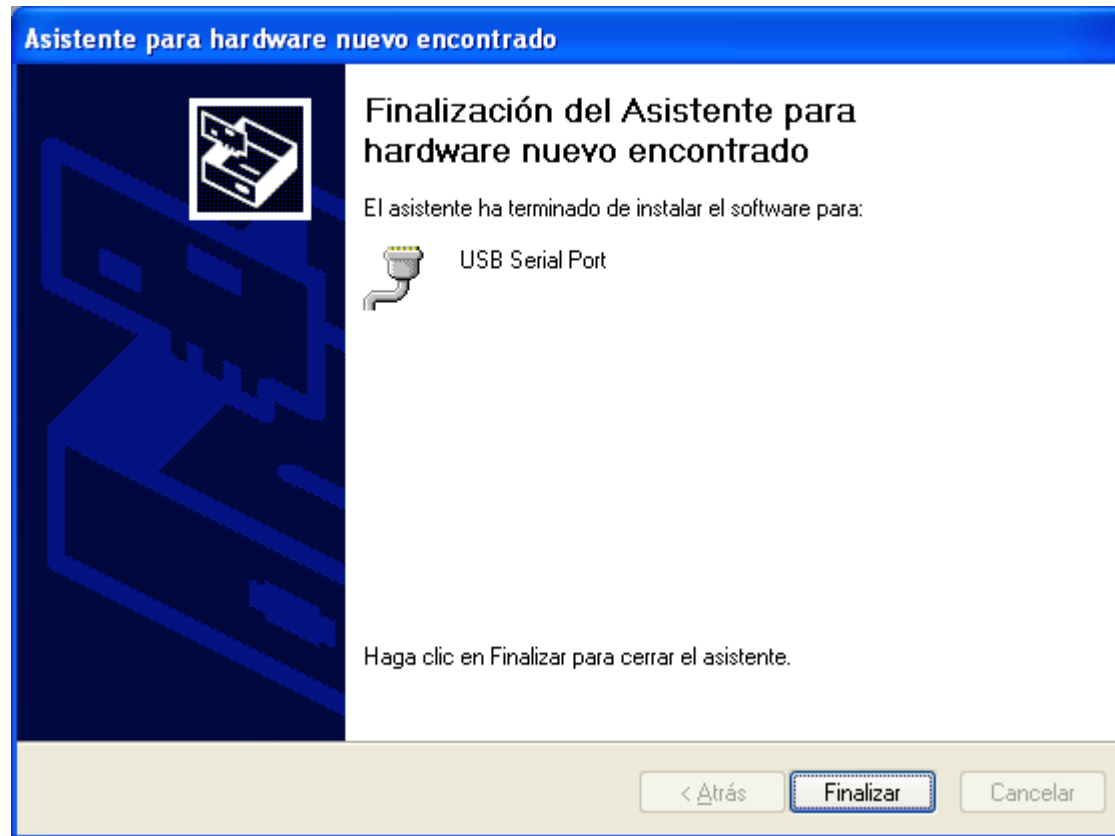 Asistente para hardware nuevo encontrado
Finalización del Asistente para
hardware nuevo encontrado
El asistente ha terminado de instalar el software para:
USB Serial Port
Haga clic en Finalizar para cerrar el asistente.
< Atrás Finalizar Cancelar